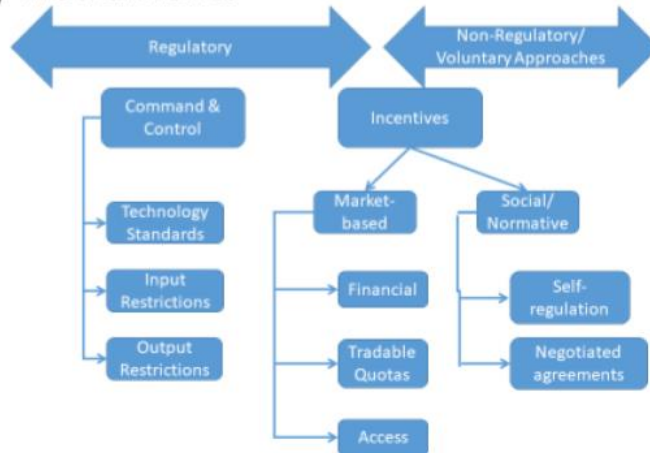 Regulatory
Non-Regulatory/
Voluntary Approaches
Command &
Control
Incentives
Technology
Standards
Market-
based
Social/
Normative
Input
Restrictions
Financial
Self-
regulation
Output
Restrictions
Tradable
Quotas
Negotiated
agreements
Access